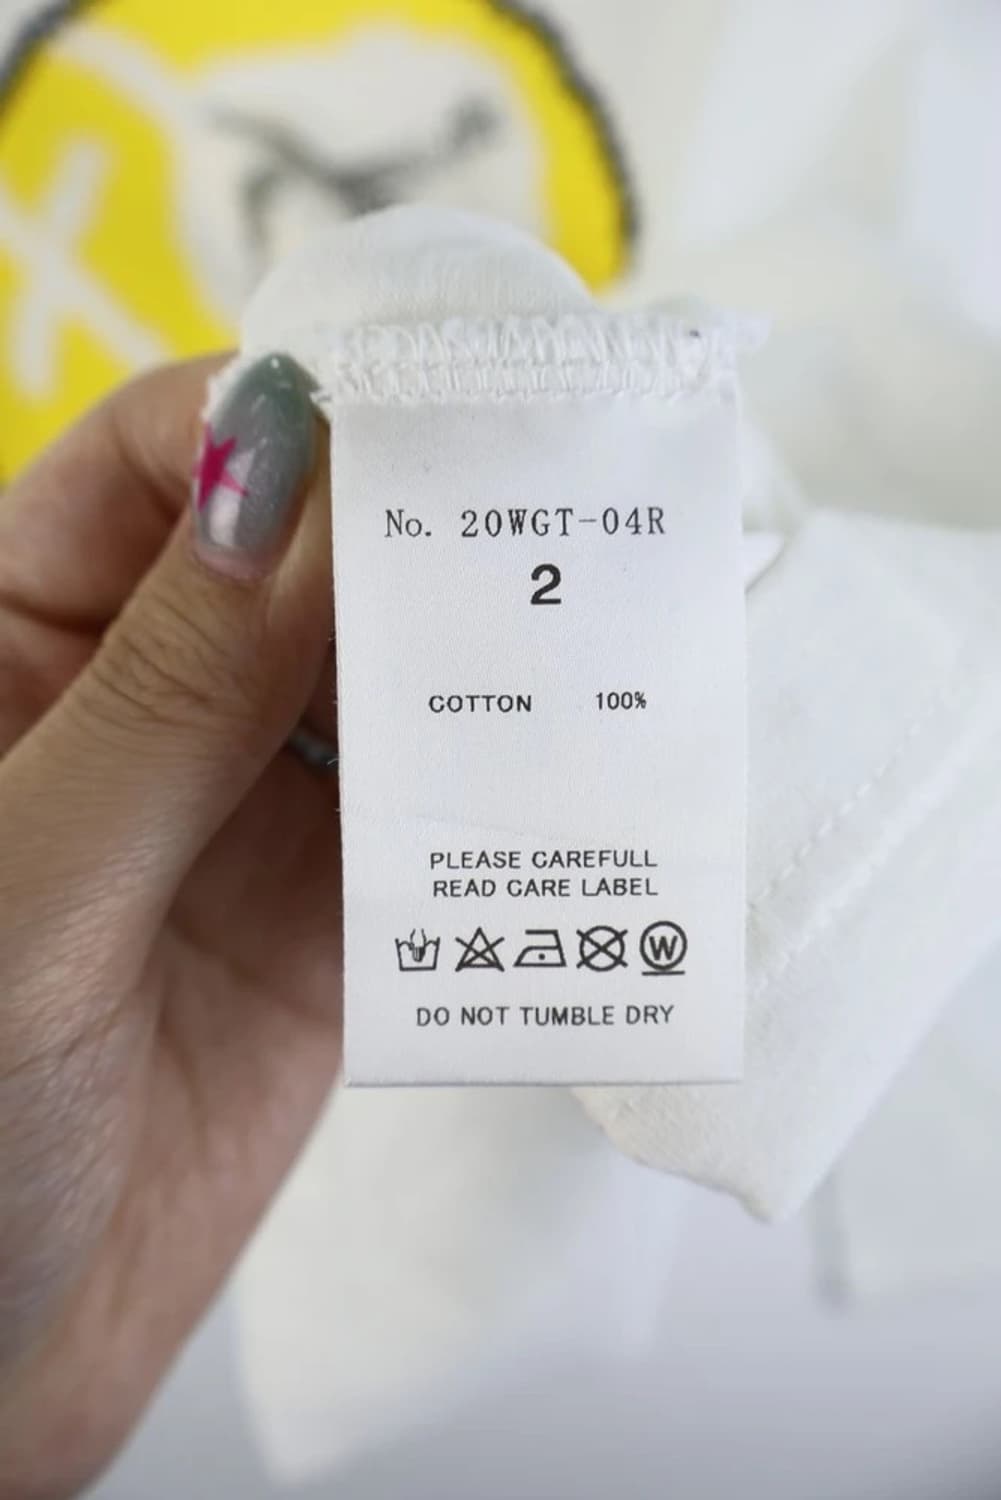 No. 20WGT-04R
2
COTTON 100%
PLEASE CAREFULL
READ CARE LABEL
W
DO NOT TUMBLE DRY